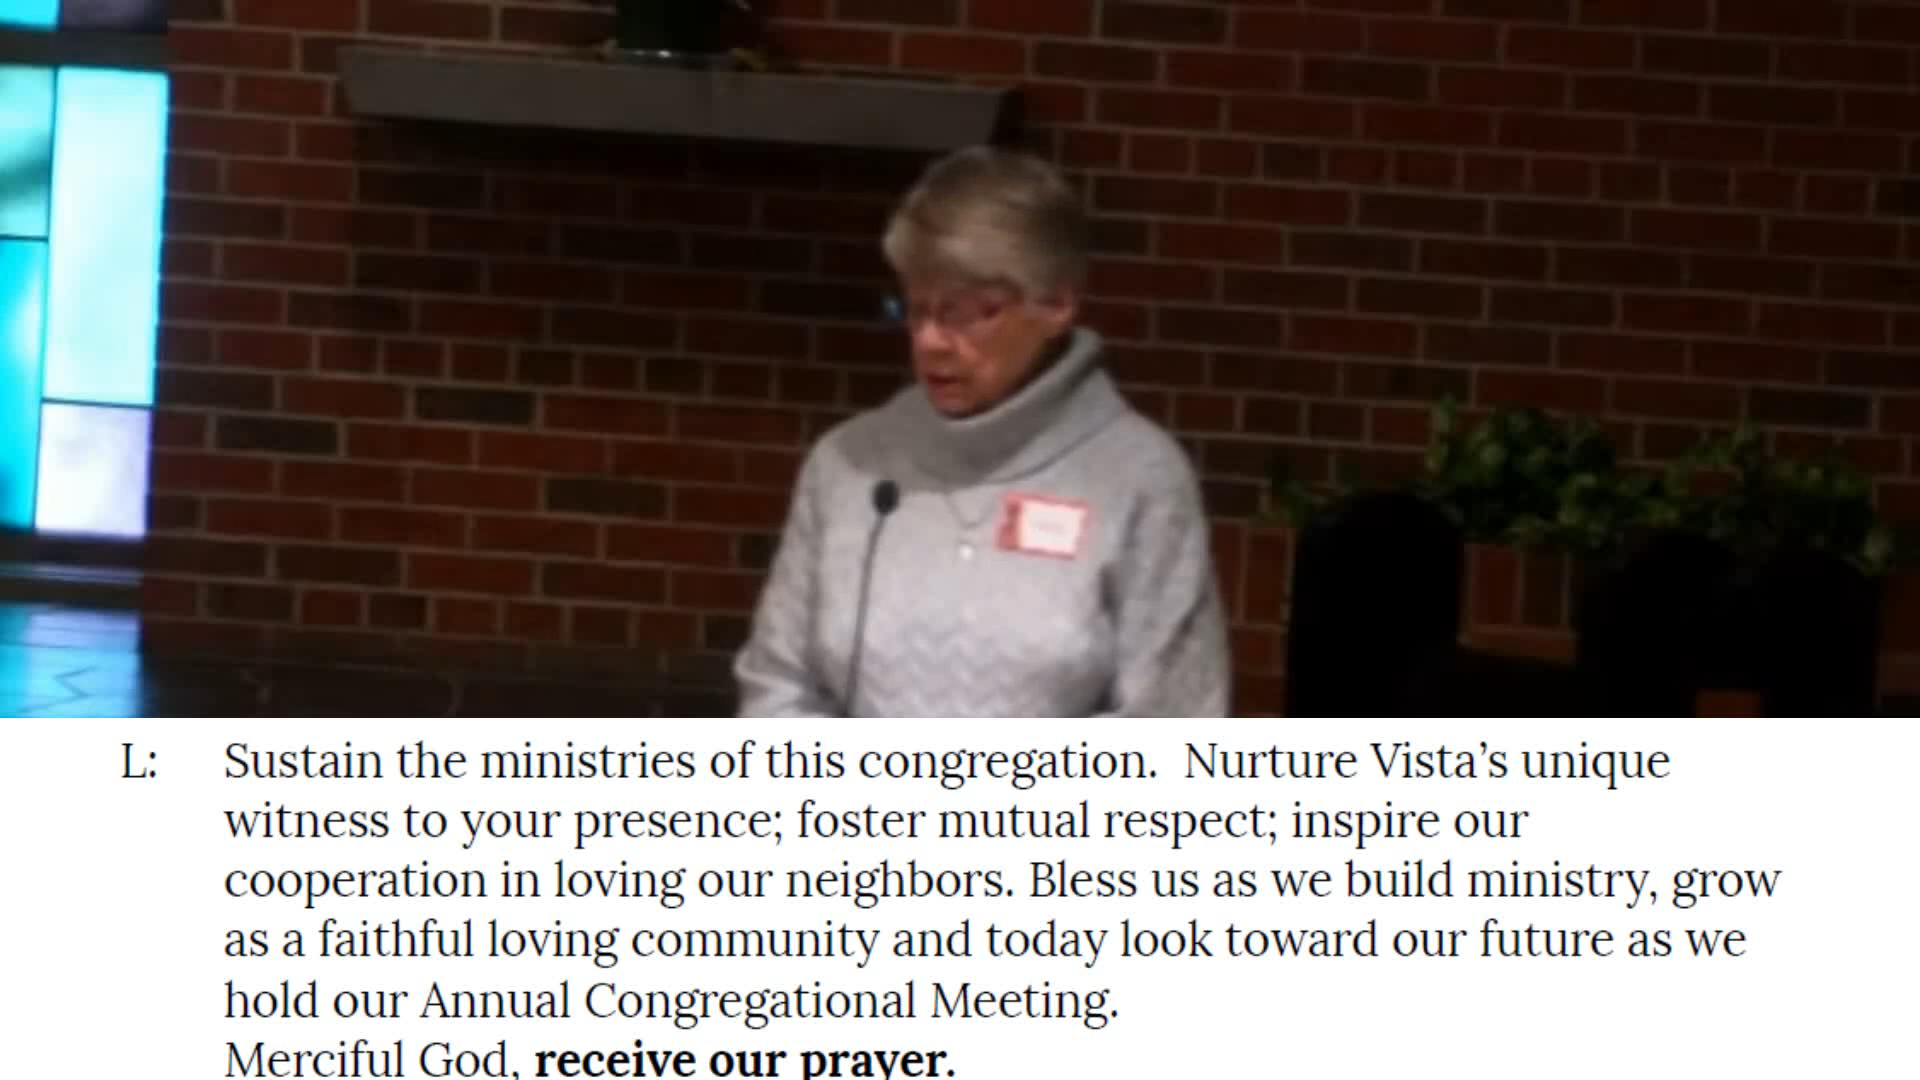 L: Sustain the ministries of this congregation.  Nurture Vista’s unique
witness to your presence; foster mutual respect; inspire our
cooperation in loving our neighbors. Bless us as we build ministry, grow
as a faithful loving community and today look toward our future as we
hold our Annual Congregational Meeting.
Merciful God, receive our prayer.